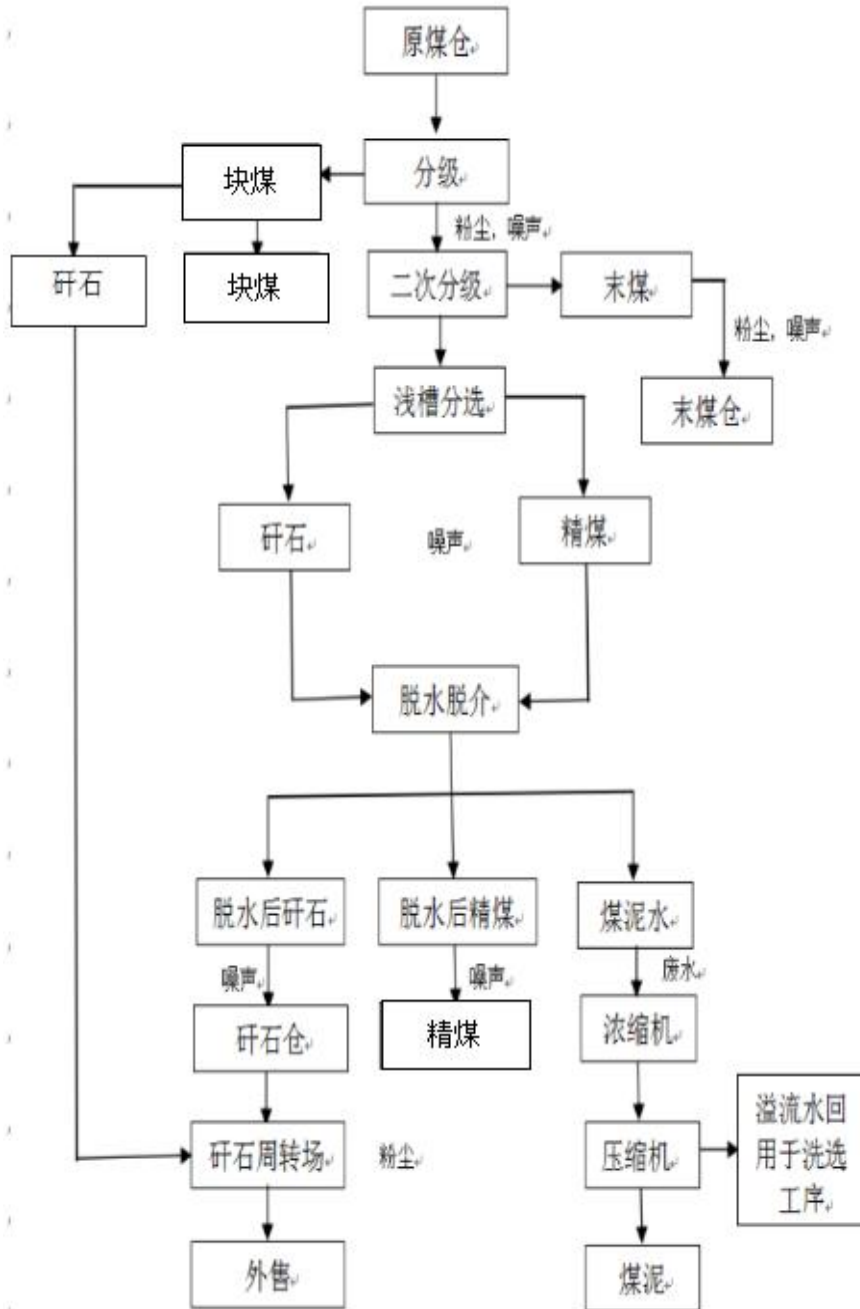 原煤仓
分级
块煤
粉尘，噪声
矸石
块煤
二次分级
末煤
粉尘，噪声
浅槽分选
末煤仓
矸石
噪声
精煤
脱水脱介
脱水后矸石
脱水后精煤
煤泥水
噪声
噪声
废水
矸石仓
精煤
浓缩机
矸石周转场
粉尘
压缩机
溢流水回
用于洗选
工序
外售
煤泥